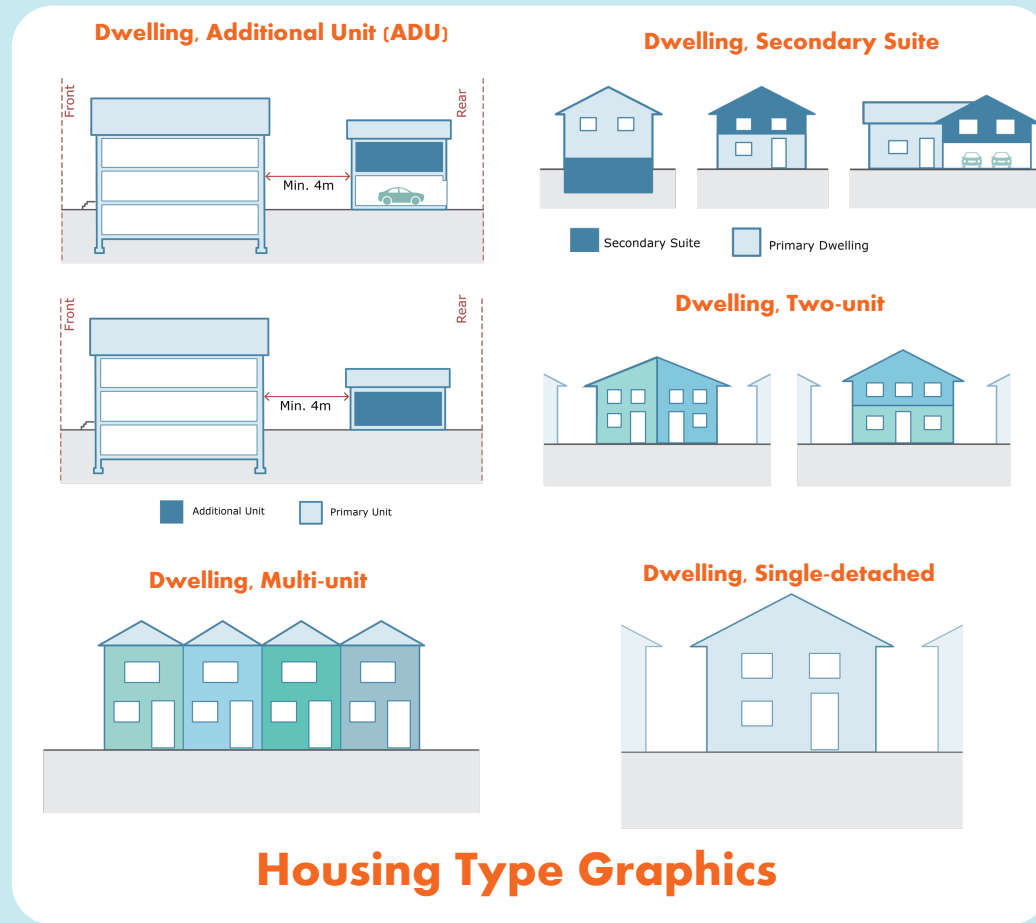 Dwelling, Additional Unit (ADU)
Front
Rear
Min. 4m
Front
Rear
Min. 4m
Additional Unit
Primary Unit
Dwelling, Secondary Suite
Secondary Suite
Primary Dwelling
Dwelling, Two-unit
Dwelling, Multi-unit
Dwelling, Single-detached
Housing Type Graphics